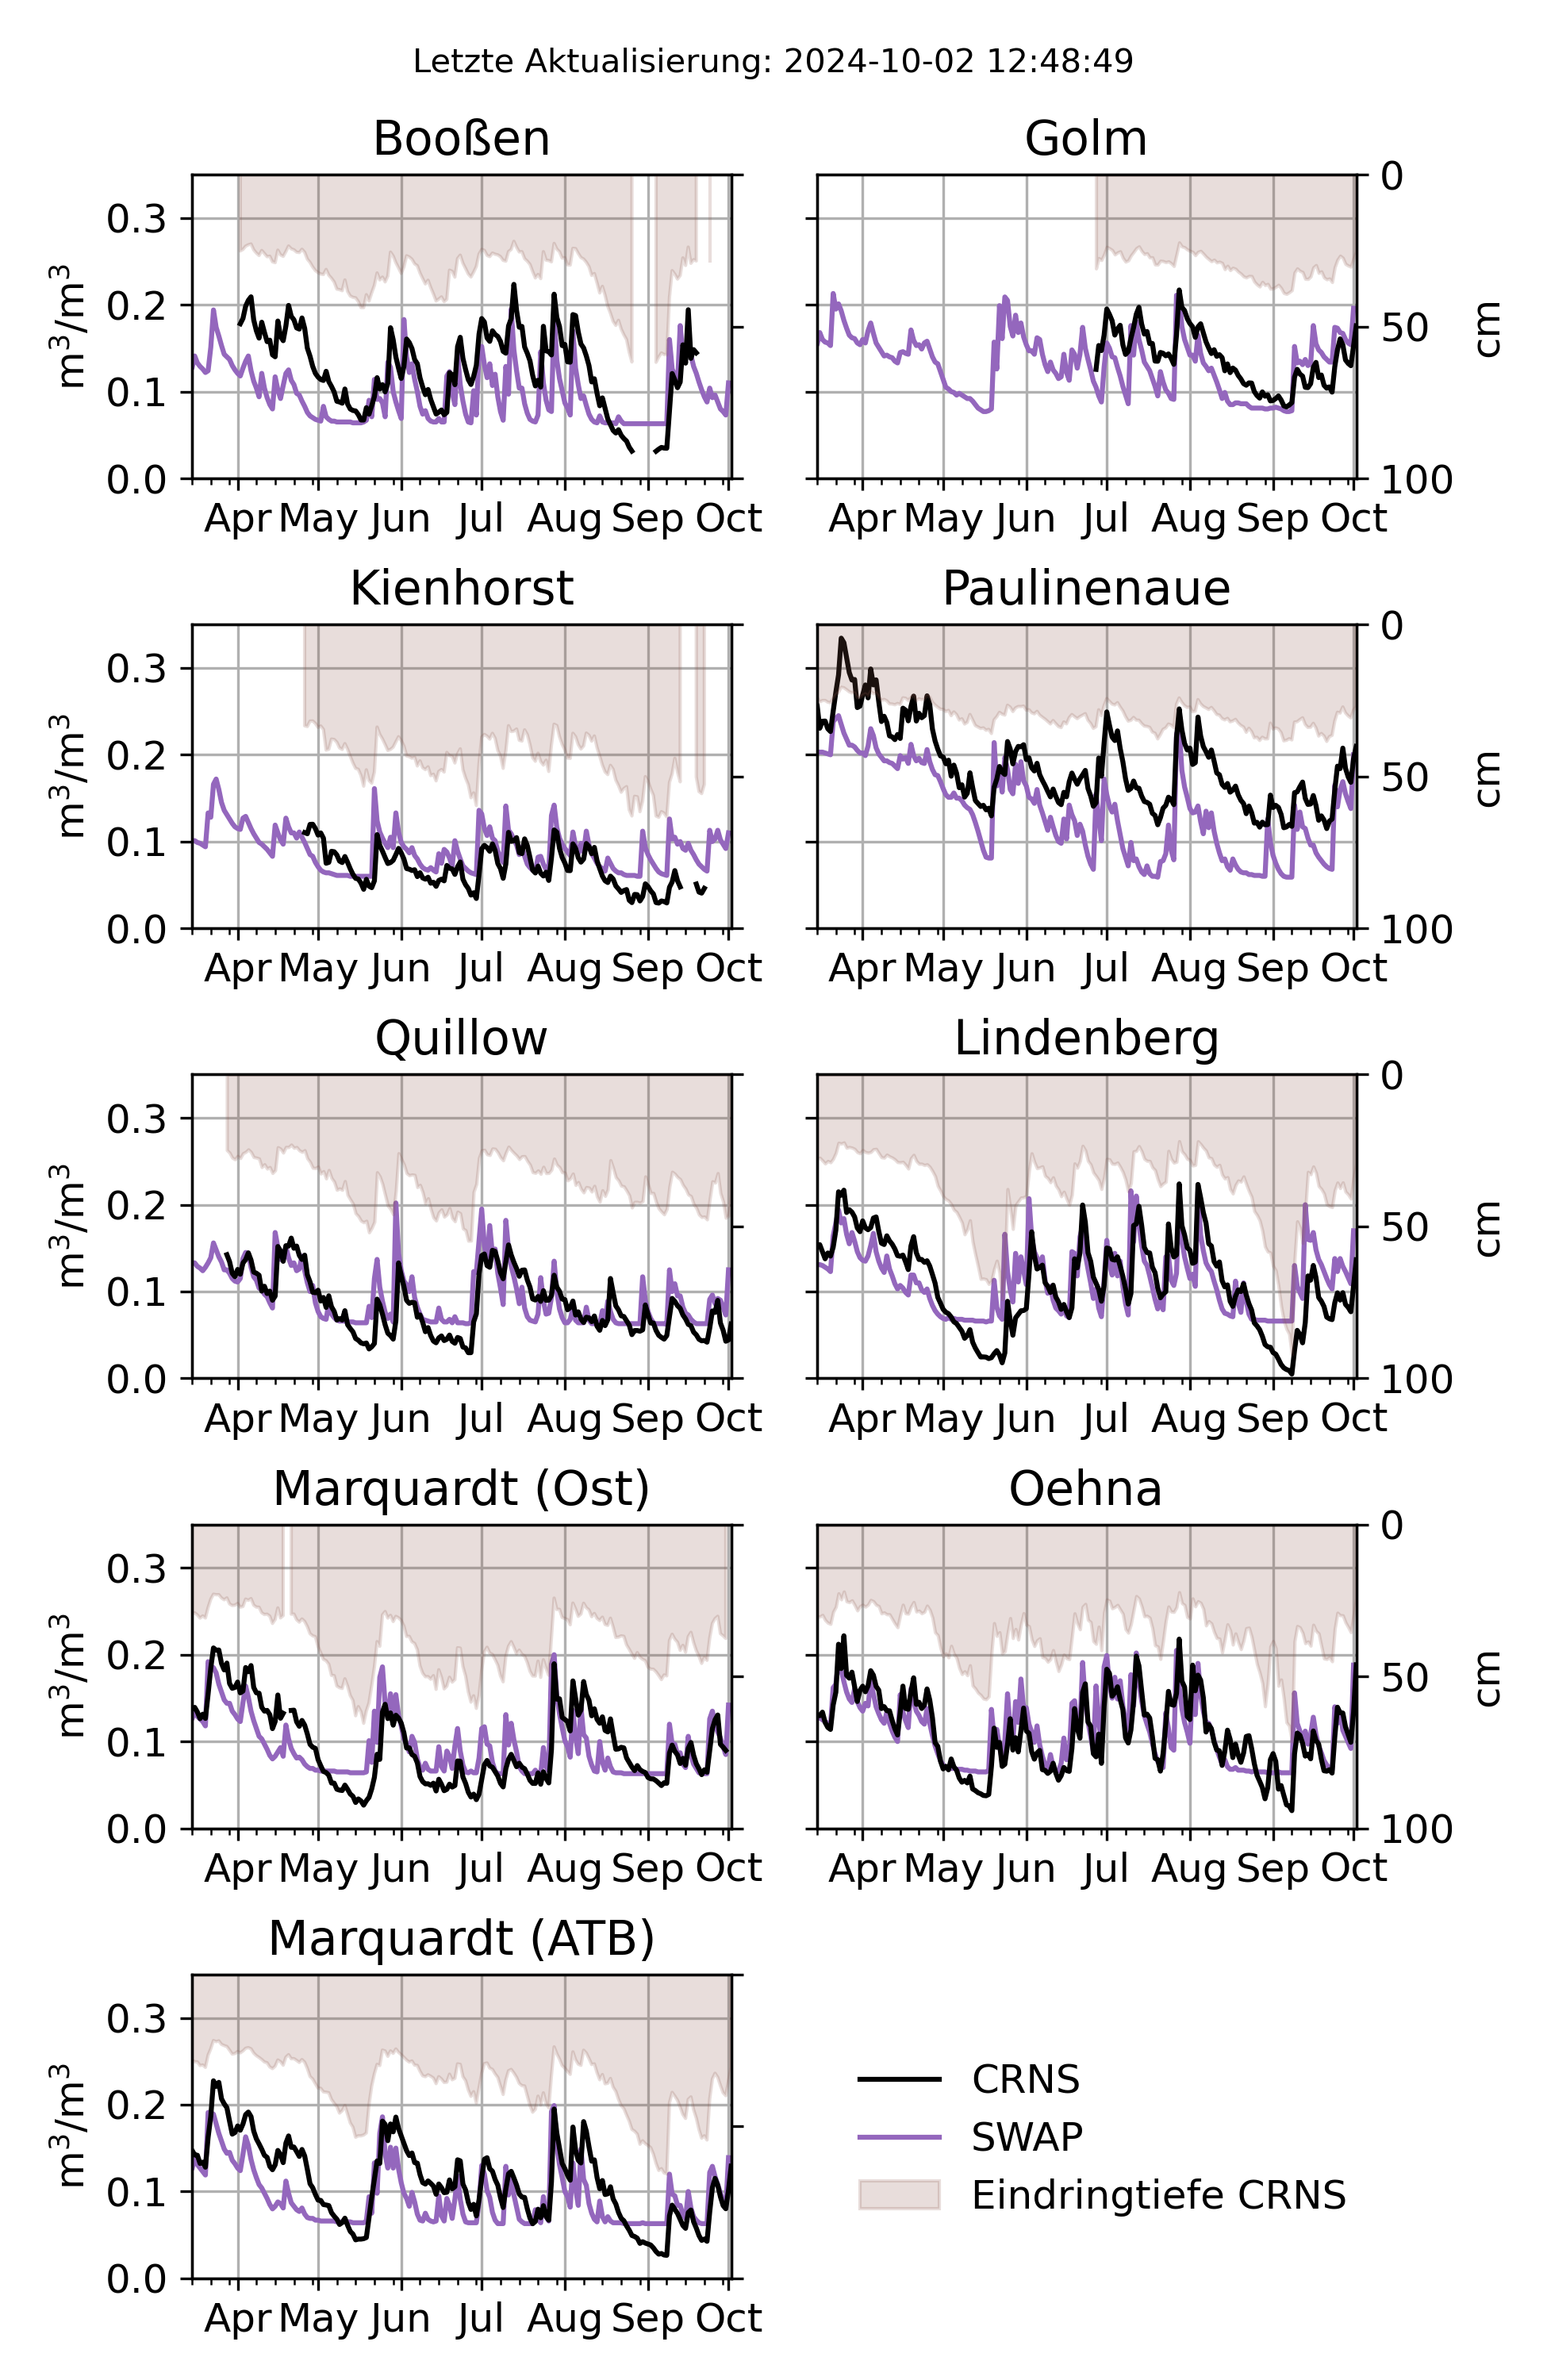 Letzte Aktualisierung: 2024-10-02 12:48:49
Booßen
Golm
0.3
0.2
0.1
0.0
m³/m³
0
50
100
cm
Apr May Jun Jul Aug Sep Oct
Apr May Jun Jul Aug Sep Oct
Kienhorst
Paulinenaue
0.3
0.2
0.1
0.0
m³/m³
0
50
100
cm
Apr May Jun Jul Aug Sep Oct
Apr May Jun Jul Aug Sep Oct
Quillow
Lindenberg
0.3
0.2
0.1
0.0
m³/m³
0
50
100
cm
Apr May Jun Jul Aug Sep Oct
Apr May Jun Jul Aug Sep Oct
Marquardt (Ost)
Oehna
0.3
0.2
0.1
0.0
m³/m³
0
50
100
cm
Apr May Jun Jul Aug Sep Oct
Apr May Jun Jul Aug Sep Oct
Marquardt (ATB)
0.3
0.2
0.1
0.0
m³/m³
Apr May Jun Jul Aug Sep Oct
CRNS
SWAP
Eindringtiefe CRNS